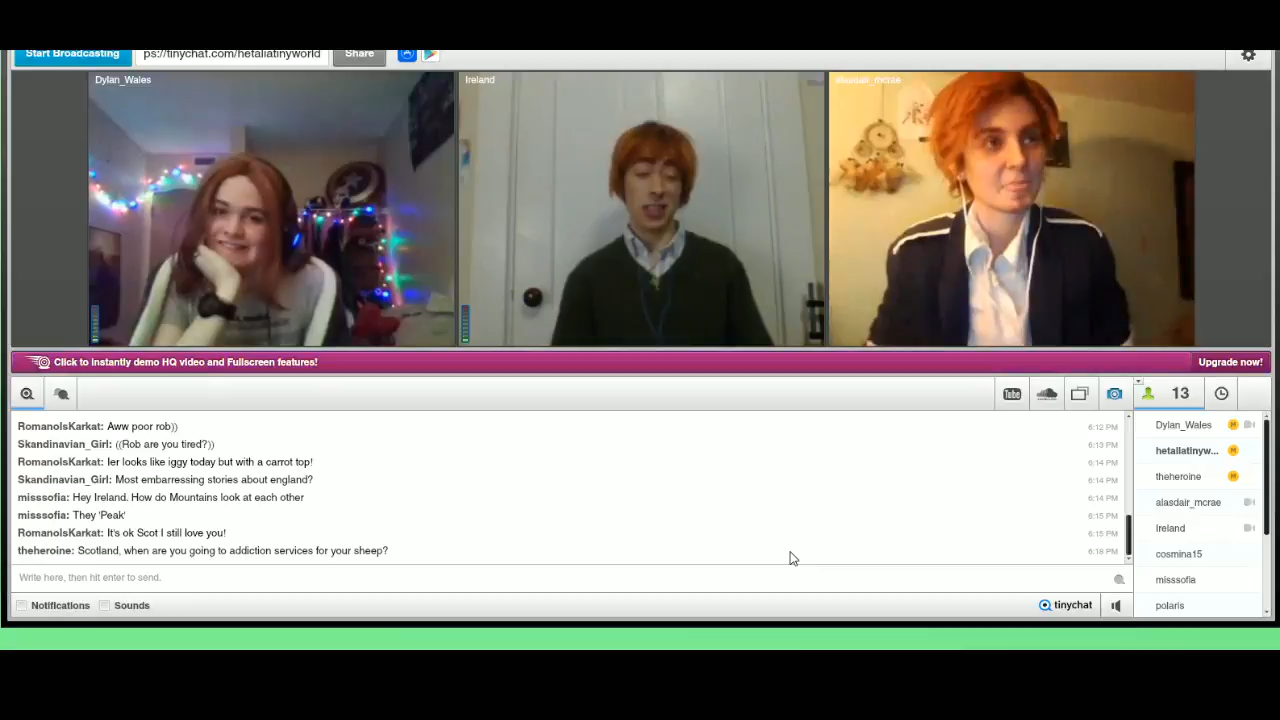 Start Broadcasting ps://tinychat.com/hetaliatinyworld Share
Dylan_Wales
Ireland
alasdair_mcrae
Click to instantly demo HQ video and Fullscreen features! Upgrade now!
You Tube
13
RomanoIsKarkat: Aww poor rob)) 6:12 PM
Skandinavian_Girl: ((Rob are you tired?)) 6:13 PM
RomanoIsKarkat: Ier looks like iggy today but with a carrot top! 6:14 PM
Skandinavian_Girl: Most embarressing stories about england? 6:14 PM
misssofia: Hey Ireland. How do Mountains look at each other 6:14 PM
misssofia: They 'Peak' 6:15 PM
RomanoIsKarkat: It's ok Scot I still love you! 6:15 PM
theheroine: Scotland, when are you going to addiction services for your sheep? 6:18 PM
Write here, then hit enter to send.
Notifications Sounds
tinychat
Dylan_Wales M
hetaliatinyw... M
theheroine M
alasdair_mcrae
Ireland
cosmina15
misssofia
polaris